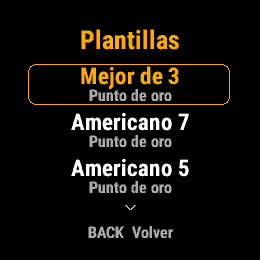 Plantillas
Mejor de 3
Punto de oro
Americano 7
Punto de oro
Americano 5
Punto de oro
BACK Volver